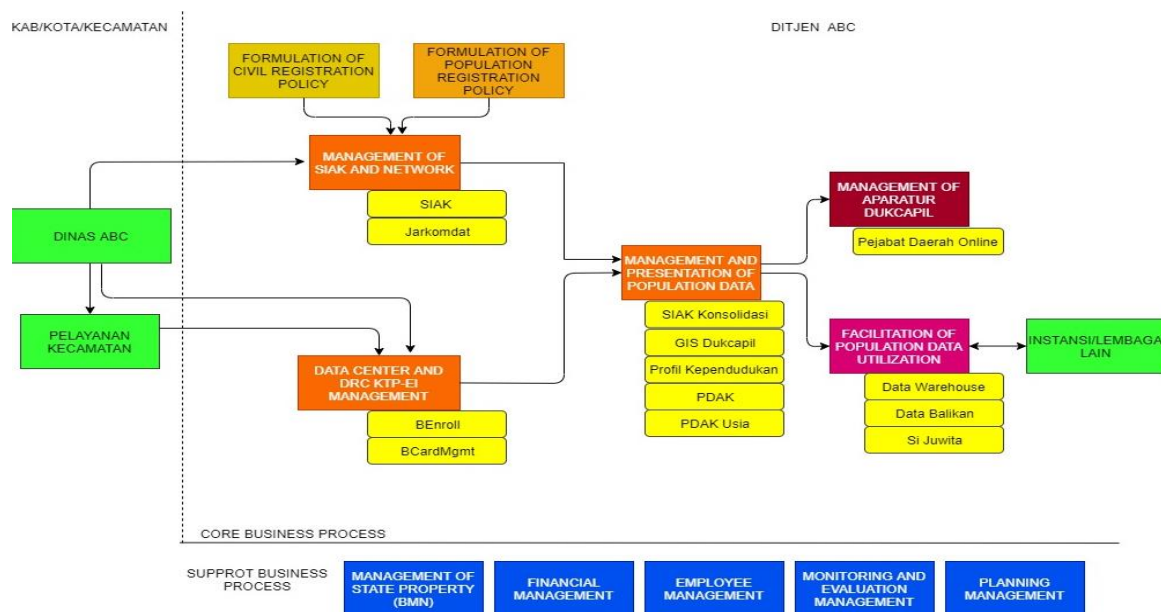 KAB/KOTA/KECAMATAN
DITJEN ABC
FORMULATION OF
CIVIL REGISTRATION
POLICY
FORMULATION OF
POPULATION
REGISTRATION
POLICY
MANAGEMENT OF
SIAK AND NETWORK
SIAK
Jarkomdat
DINAS ABC
PELAYANAN
KECAMATAN
DATA CENTER AND
DRC KTP-El
MANAGEMENT
BEnroll
BCardMgmt
MANAGEMENT AND
PRESENTATION OF
POPULATION DATA
SIAK Konsolidasi
GIS Dukcapil
Profil Kependudukan
PDAK
PDAK Usia
MANAGEMENT OF
APARATUR
DUKCAPIL
Pejabat Daerah Online
FACILITATION OF
POPULATION DATA
UTILIZATION
Data Warehouse
Data Balikan
Si Juwita
INSTANSI/LEMBAGA
LAIN
CORE BUSINESS PROCESS
SUPPROT BUSINESS
PROCESS
MANAGEMENT OF
STATE PROPERTY
(BMN)
FINANCIAL
MANAGEMENT
EMPLOYEE
MANAGEMENT
MONITORING AND
EVALUATION
MANAGEMENT
PLANNING
MANAGEMENT